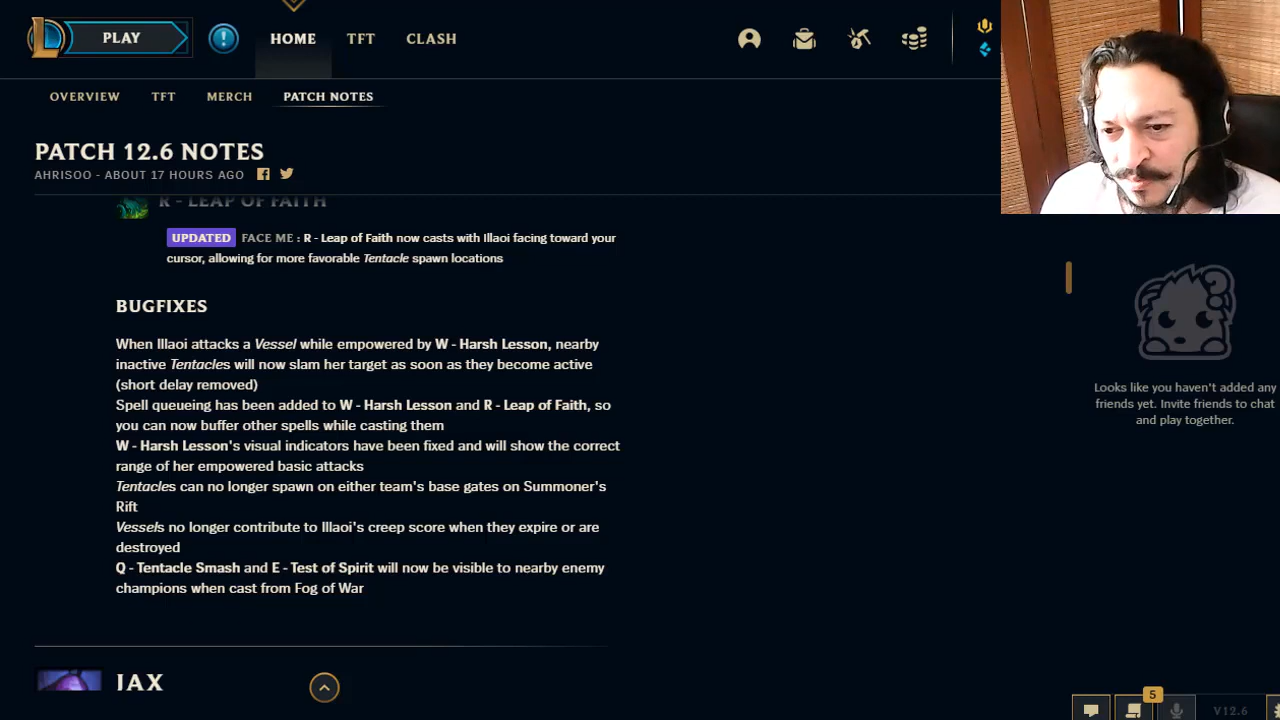 PLAY
HOME
TFT
CLASH
OVERVIEW
TFT
MERCH
PATCH NOTES
PATCH 12.6 NOTES
AHRISOO - ABOUT 17 HOURS AGO
R - LEAP OF FAITH
UPDATED FACE ME : R - Leap of Faith now casts with Illaoi facing toward your
cursor, allowing for more favorable Tentacle spawn locations
BUGFIXES
When Illaoi attacks a Vessel while empowered by W - Harsh Lesson, nearby
inactive Tentacles will now slam her target as soon as they become active
(short delay removed)
Spell queueing has been added to W - Harsh Lesson and R - Leap of Faith, so
you can now buffer other spells while casting them
W - Harsh Lesson's visual indicators have been fixed and will show the correct
range of her empowered basic attacks
Tentacles can no longer spawn on either team's base gates on Summoner's
Rift
Vessels no longer contribute to Illaoi's creep score when they expire or are
destroyed
Q - Tentacle Smash and E - Test of Spirit will now be visible to nearby enemy
champions when cast from Fog of War
JAX
Looks like you haven't added any
friends yet. Invite friends to chat
and play together.
5
V12.6